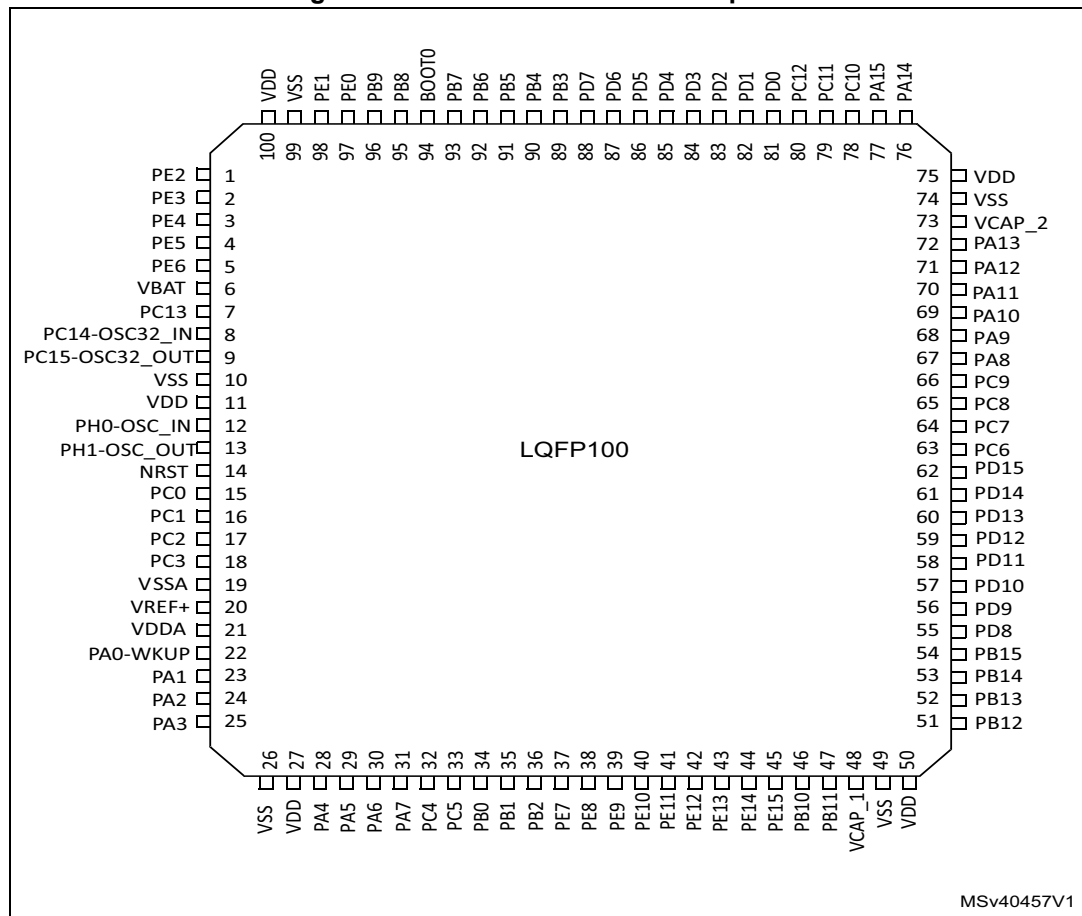 VDD VSS PE1 PE0 PB9 PB8 BOOT0 PB7 PB6 PB5 PB4 PB3 PD7 PD6 PD5 PD4 PD3 PD2 PD1 PD0 PC12 PC11 PC10 PA15 PA14
100 99 98 97 96 95 94 93 92 91 90 89 88 87 86 85 84 83 82 81 80 79 78 77 76
PE2 1 75 VDD
PE3 2 74 VSS
PE4 3 73 VCAP_2
PE5 4 72 PA13
PE6 5 71 PA12
VBAT 6 70 PA11
PC13 7 69 PA10
PC14-OSC32_IN 8 68 PA9
PC15-OSC32_OUT 9 67 PA8
VSS 10 66 PC9
VDD 11 65 PC8
PH0-OSC_IN 12 64 PC7
PH1-OSC_OUT 13 LQFP100 63 PC6
NRST 14 62 PD15
PC0 15 61 PD14
PC1 16 60 PD13
PC2 17 59 PD12
PC3 18 58 PD11
VSSA 19 57 PD10
VREF+ 20 56 PD9
VDDA 21 55 PD8
PA0-WKUP 22 54 PB15
PA1 23 53 PB14
PA2 24 52 PB13
PA3 25 51 PB12
26 27 28 29 30 31 32 33 34 35 36 37 38 39 40 41 42 43 44 45 46 47 48 49 50
VSS VDD PA4 PA5 PA6 PA7 PC4 PC5 PB0 PB1 PB2 PE7 PE8 PE9 PE10 PE11 PE12 PE13 PE14 PE15 PB10 PB11 VCAP_1 VSS VDD
MSv40457V1